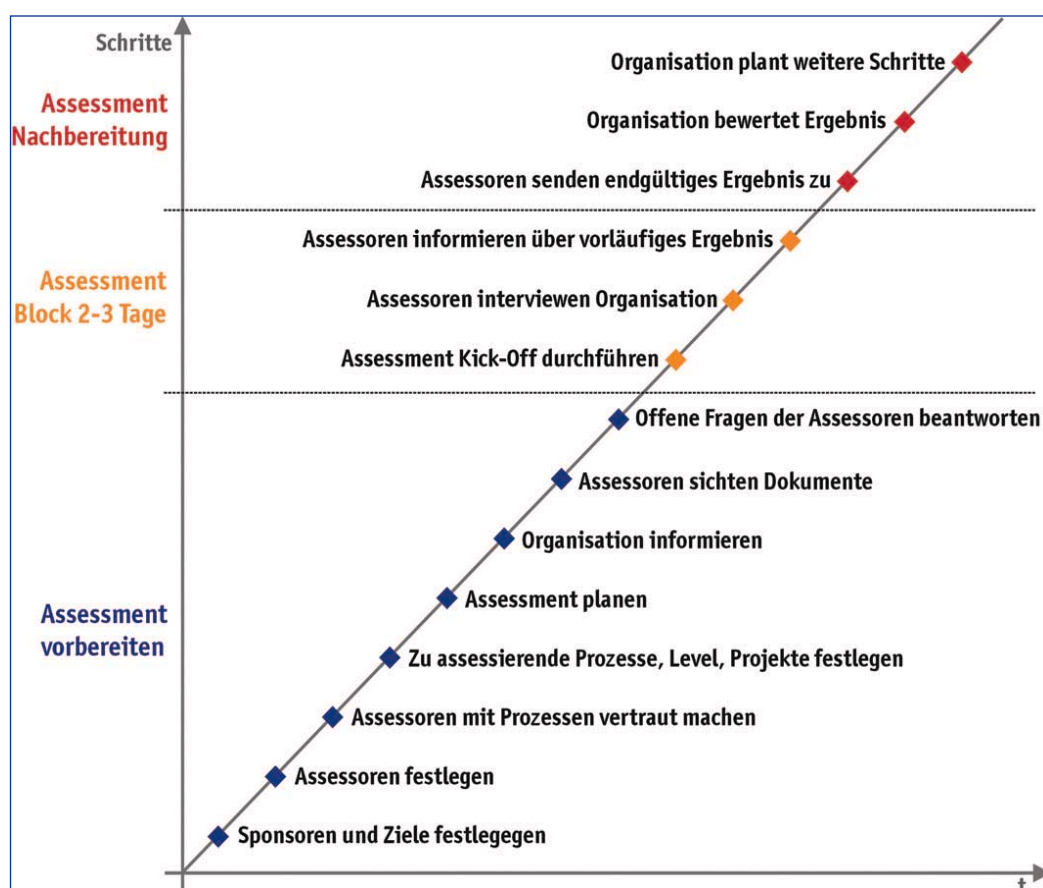 Schritte
Organisation plant weitere Schritte
Assessment
Nachbereitung
Organisation bewertet Ergebnis
Assessoren senden endgültiges Ergebnis zu
Assessoren informieren über vorläufiges Ergebnis
Assessment
Block 2-3 Tage
Assessoren interviewen Organisation
Assessment Kick-Off durchführen
Offene Fragen der Assessoren beantworten
Assessoren sichten Dokumente
Organisation informieren
Assessment planen
Assessment
vorbereiten
Zu assessierende Prozesse, Level, Projekte festlegen
Assessoren mit Prozessen vertraut machen
Assessoren festlegen
Sponsoren und Ziele festlegegen
t